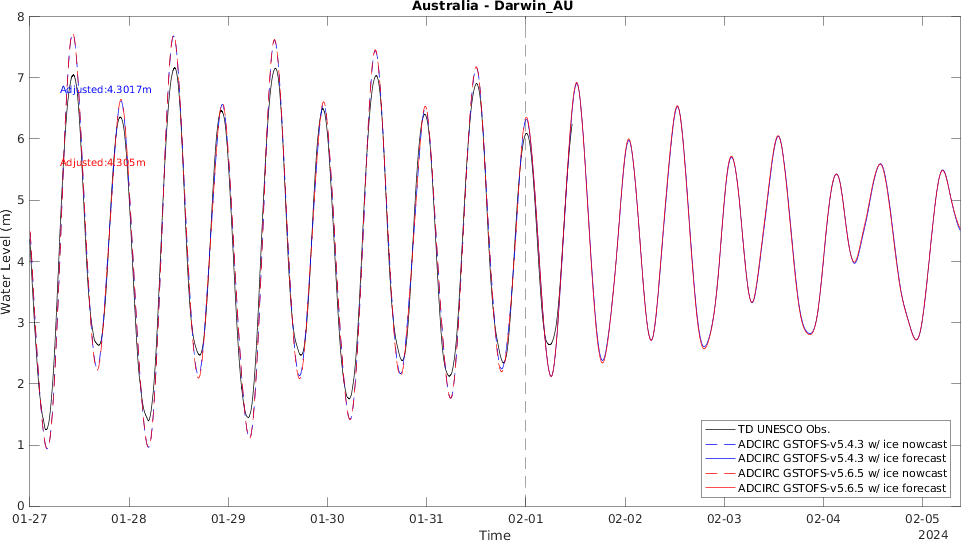 Australia - Darwin_AU
8
7
6
5
4
3
2
1
0
Water Level (m)
Adjusted:4.3017m
Adjusted:4.305m
TD UNESCO Obs.
ADCIRC GSTOFS-v5.4.3 w/ ice nowcast
ADCIRC GSTOFS-v5.4.3 w/ ice forecast
ADCIRC GSTOFS-v5.6.5 w/ ice nowcast
ADCIRC GSTOFS-v5.6.5 w/ ice forecast
01-27 01-28 01-29 01-30 01-31 02-01 02-02 02-03 02-04 02-05
Time
2024